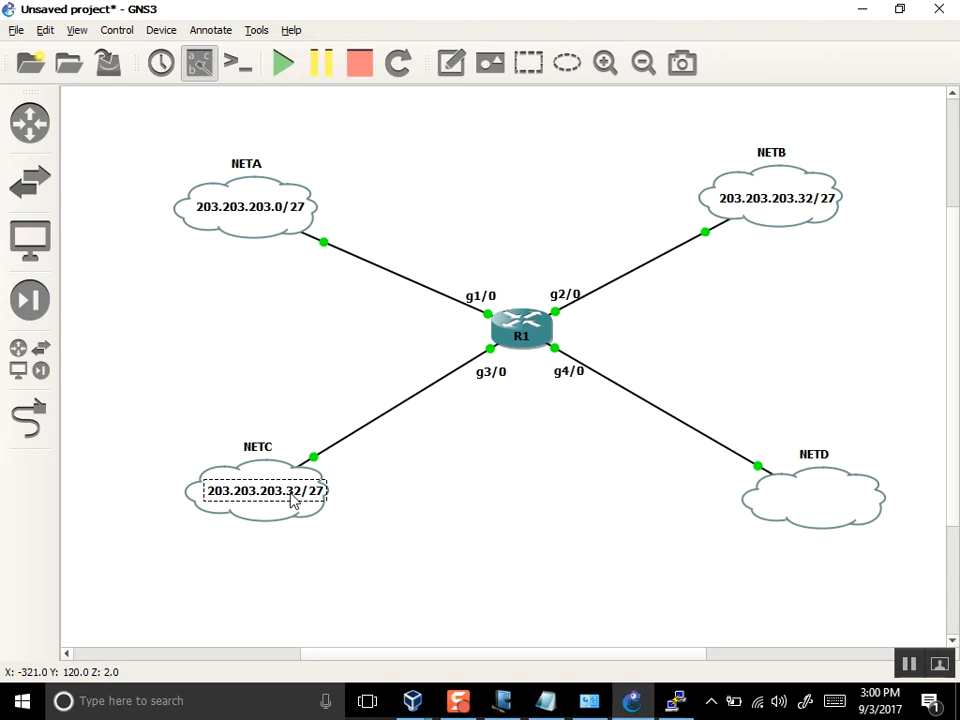 Unsaved project* - GNS3
File Edit View Control Device Annotate Tools Help
NETA
203.203.203.0/27
NETB
203.203.203.32/27
g1/0
g2/0
R1
g3/0
g4/0
NETC
203.203.203.32/27
NETD
X: -321.0 Y: 120.0 Z: 2.0
Type here to search
3:00 PM
9/3/2017
1